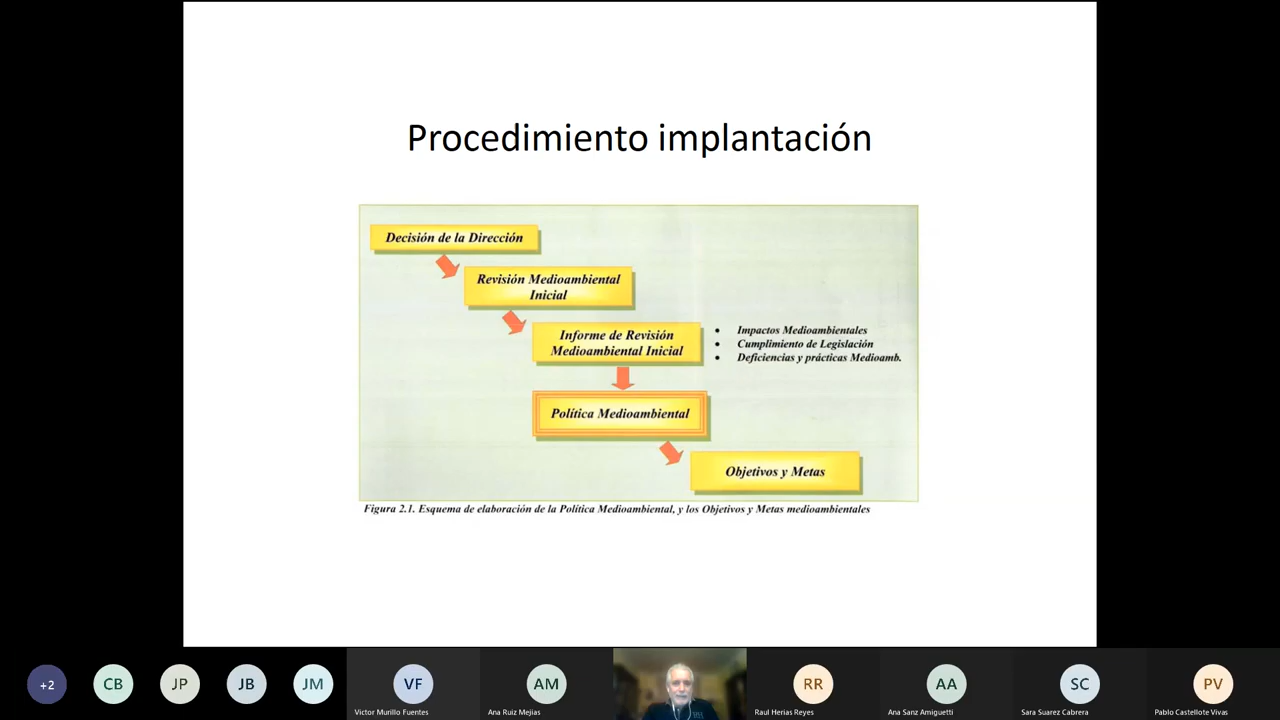 Procedimiento implantación
Decisión de la Dirección
Revisión Medioambiental
Inicial
Informe de Revisión
Medioambiental Inicial
• Impactos Medioambientales
• Cumplimiento de Legislación
• Deficiencias y prácticas Medioamb.
Política Medioambiental
Objetivos y Metas
Figura 2.1. Esquema de elaboración de la Política Medioambiental, y los Objetivos y Metas medioambientales
+2
CB
JP
JB
JM
VF
AM
RR
AA
SC
PV
Victor Murillo Fuentes
Ana Ruiz Mejias
Raul Herias Reyes
Ana Sanz Amiguetti
Sara Suarez Cabrera
Pablo Castellote Vivas